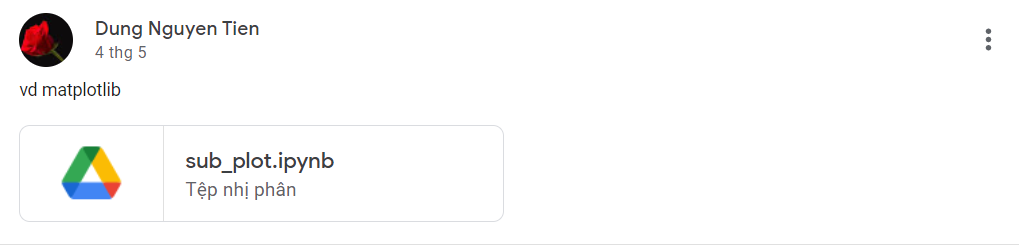 Dung Nguyen Tien
4 thg 5
vd matplotlib
sub_plot.ipynb
Tệp nhị phân